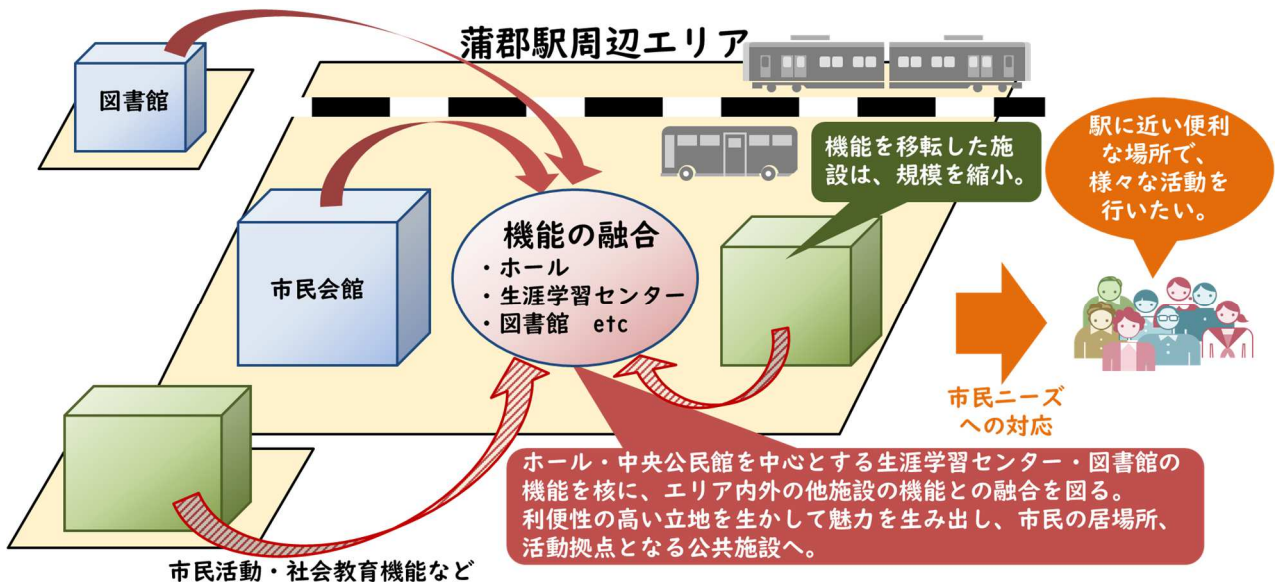 蒲郡駅周辺エリア
図書館
市民会館
機能の融合
・ホール
・生涯学習センター
・図書館 etc
機能を移転した施
設は、規模を縮小。
駅に近い便利
な場所で、
様々な活動を
行いたい。
市民ニーズ
への対応
ホール・中央公民館を中心とする生涯学習センター・図書館の
機能を核に、エリア内外の他施設の機能との融合を図る。
利便性の高い立地を生かして魅力を生み出し、市民の居場所、
活動拠点となる公共施設へ。
市民活動・社会教育機能など